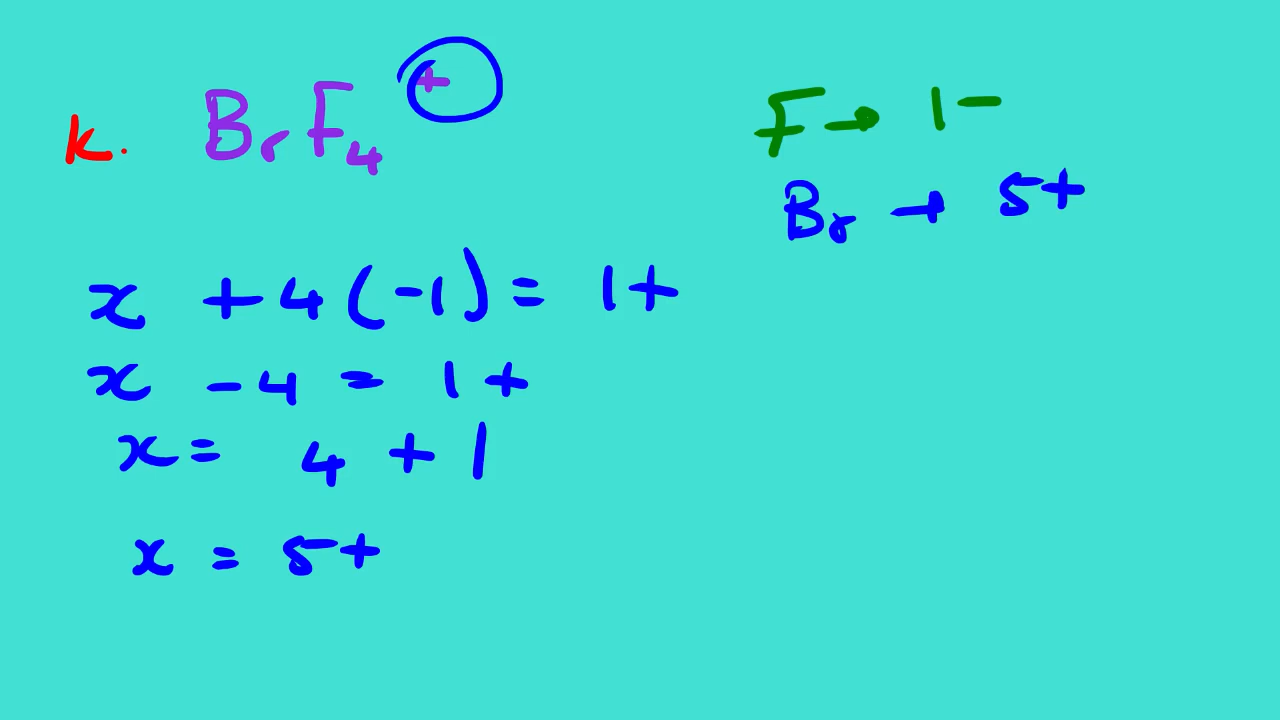 k. BrF₄⁺
F → 1-
Br → 5+
x + 4(-1) = 1+
x - 4 = 1+
x = 4 + 1
x = 5+